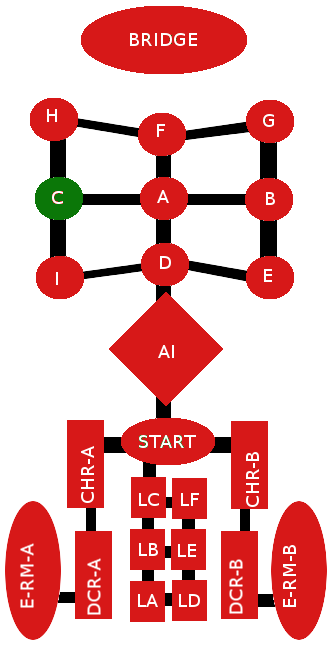 BRIDGE
H
F
G
C
A
B
I
D
E
AI
START
CHR-A
CHR-B
LC
LF
LB
LE
LA
LD
E-RM-A
DCR-A
DCR-B
E-RM-B